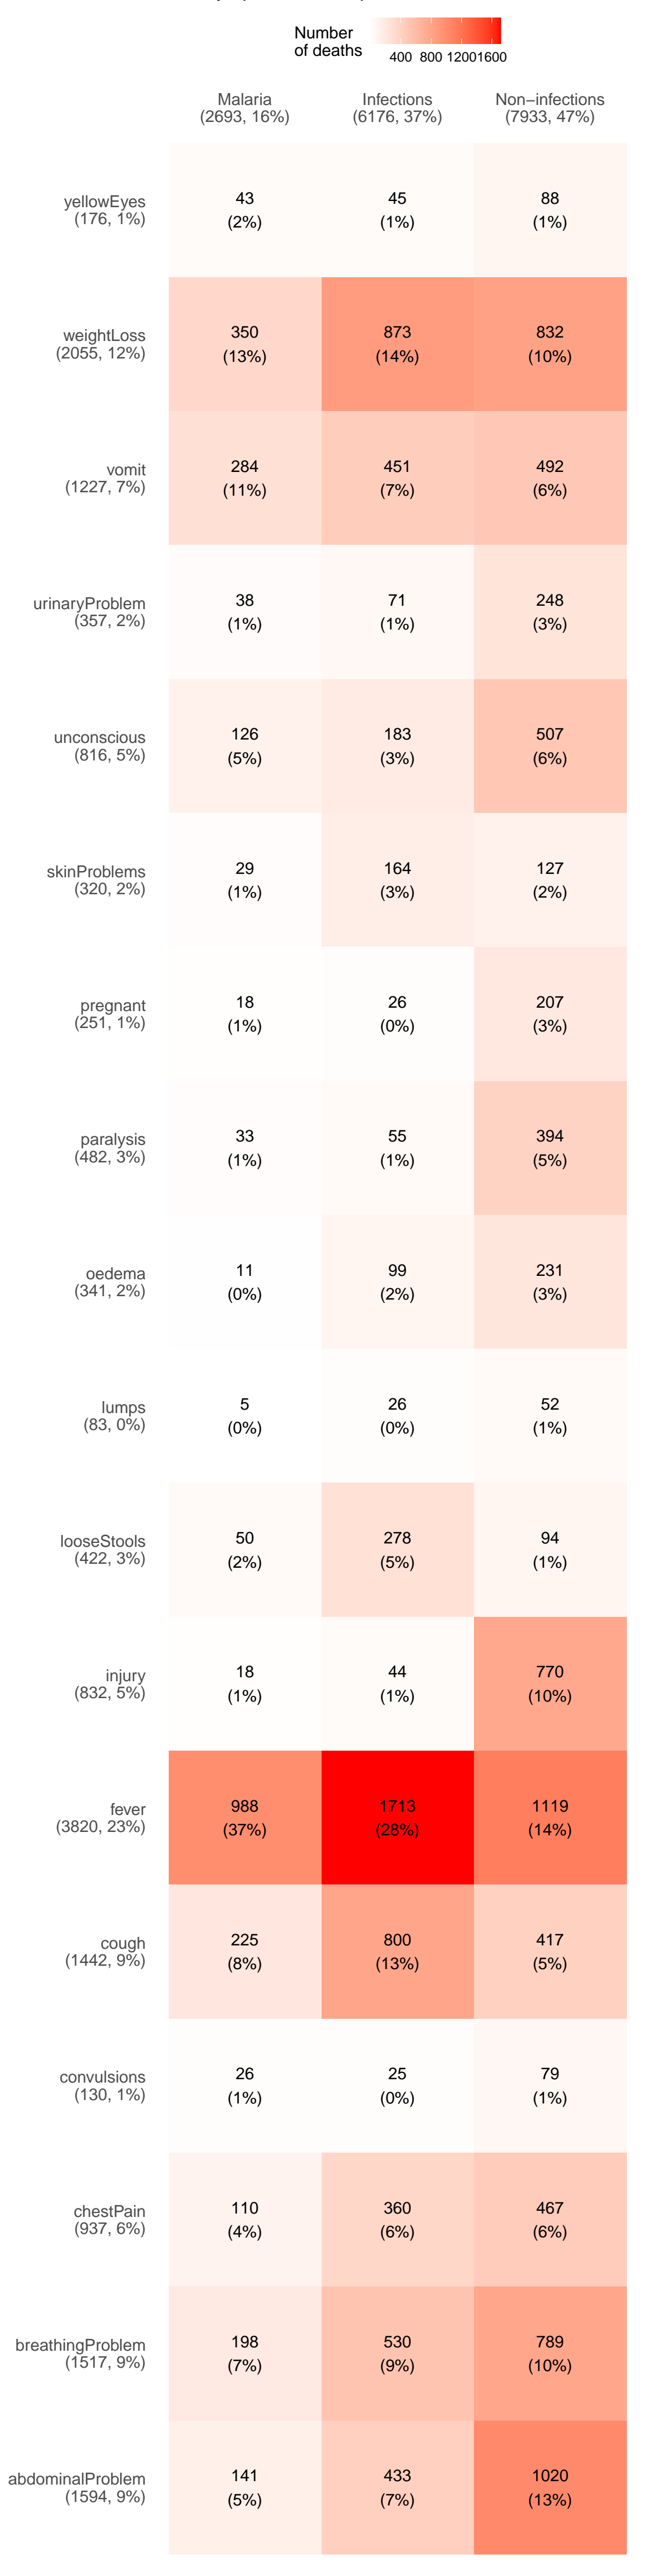 Number
of deaths
400 800 1200 1600
Malaria Infections Non−infections
(2693, 16%) (6176, 37%) (7933, 47%)
yellowEyes 43 45 88
(176, 1%) (2%) (1%) (1%)
weightLoss 350 873 832
(2055, 12%) (13%) (14%) (10%)
vomit 284 451 492
(1227, 7%) (11%) (7%) (6%)
urinaryProblem 38 71 248
(357, 2%) (1%) (1%) (3%)
unconscious 126 183 507
(816, 5%) (5%) (3%) (6%)
skinProblems 29 164 127
(320, 2%) (1%) (3%) (2%)
pregnant 18 26 207
(251, 1%) (1%) (0%) (3%)
paralysis 33 55 394
(482, 3%) (1%) (1%) (5%)
oedema 11 99 231
(341, 2%) (0%) (2%) (3%)
lumps 5 26 52
(83, 0%) (0%) (0%) (1%)
looseStools 50 278 94
(422, 3%) (2%) (5%) (1%)
injury 18 44 770
(832, 5%) (1%) (1%) (10%)
fever 988 1713 1119
(3820, 23%) (37%) (28%) (14%)
cough 225 800 417
(1442, 9%) (8%) (13%) (5%)
convulsions 26 25 79
(130, 1%) (1%) (0%) (1%)
chestPain 110 360 467
(937, 6%) (4%) (6%) (6%)
breathingProblem 198 530 789
(1517, 9%) (7%) (9%) (10%)
abdominalProblem 141 433 1020
(1594, 9%) (5%) (7%) (13%)